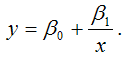 y = β₀ + β₁/x .